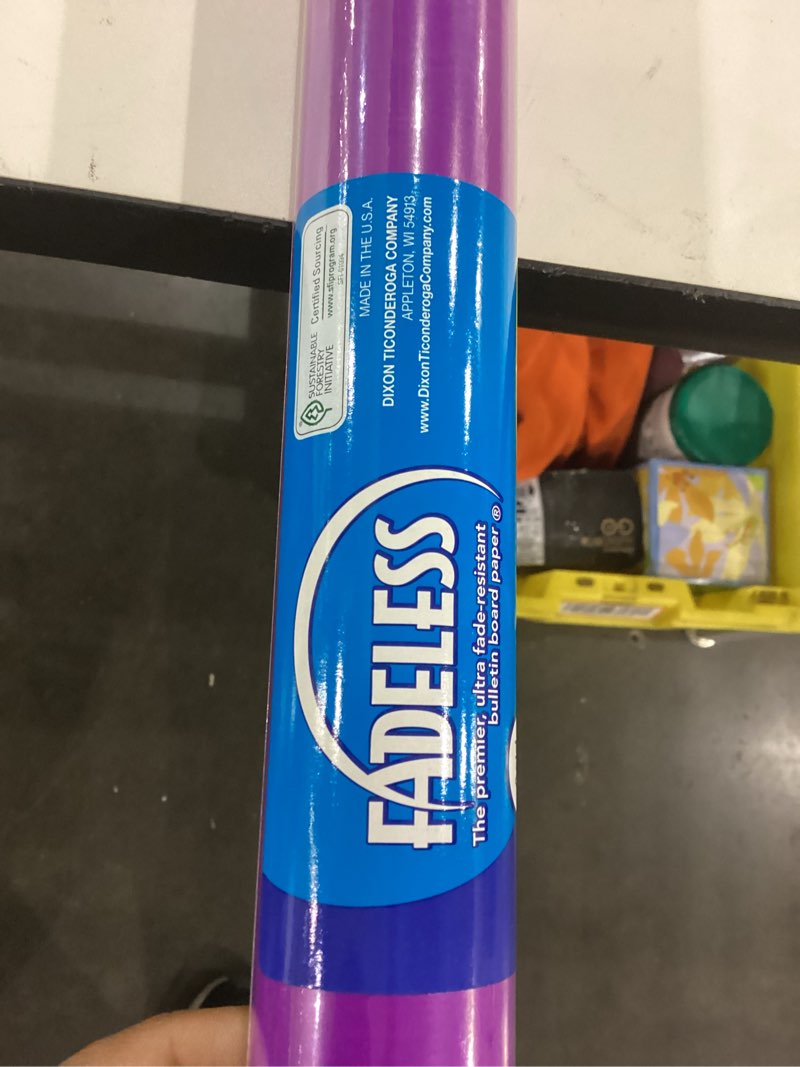 SUSTAINABLE
FORESTRY
INITIATIVE
Certified Sourcing
www.sfiprogram.org
MADE IN THE U.S.A.
DIXON TICONDEROGA COMPANY
APPLETON, WI 54913
www.DixonTiconderogaCompany.com
FADELESS
The premier, ultra fade-resistant
bulletin board paper®